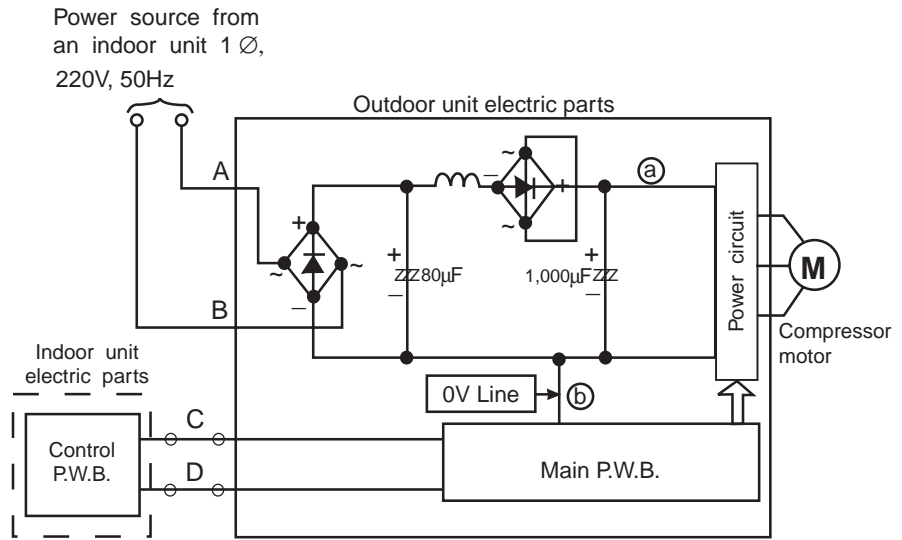 Power source from
an indoor unit 1 ∅,
220V, 50Hz
Outdoor unit electric parts
A
B
~
+
~
−
+
80μF
−
−
~
+
~
ⓐ
+
1,000μF
−
Power circuit
M
Compressor
motor
Indoor unit
electric parts
0V Line
ⓑ
C
D
Control
P.W.B.
Main P.W.B.